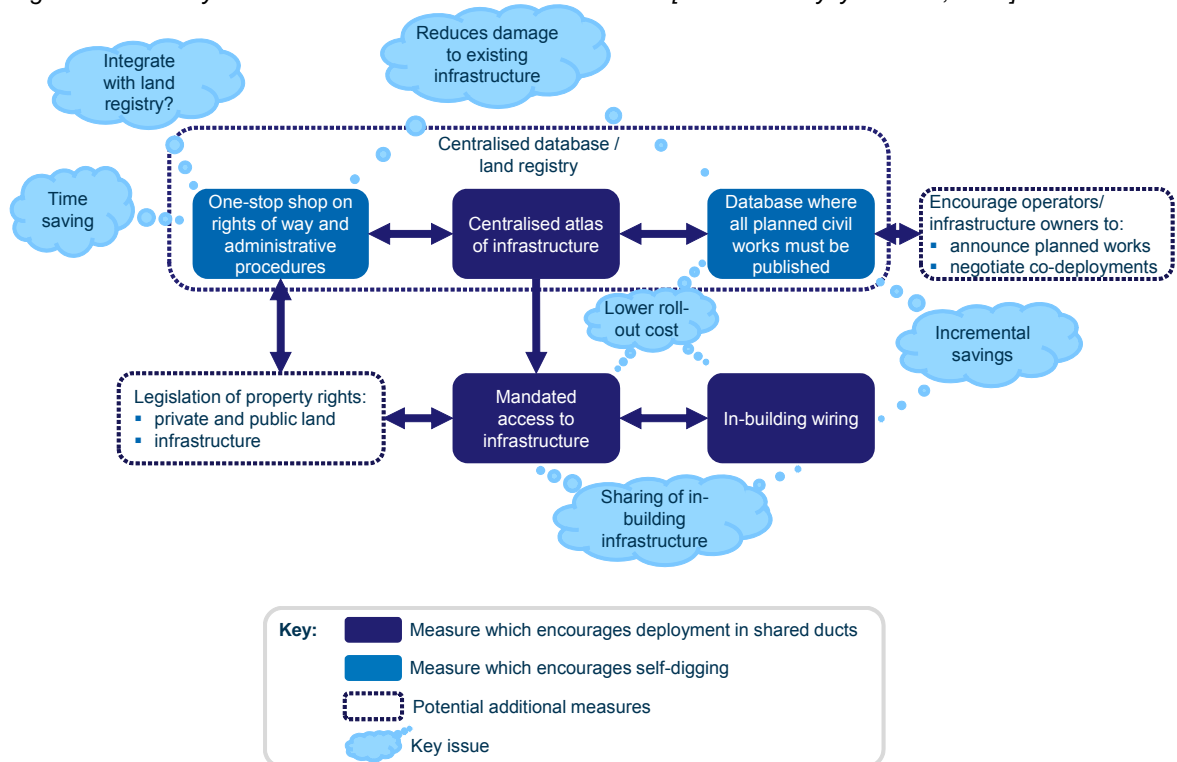 Reduces damage
to existing
infrastructure
Integrate
with land
registry?
Centralised database /
land registry
Time
saving
One-stop shop on
rights of way and
administrative
procedures
Centralised atlas
of infrastructure
Database where
all planned civil
works must be
published
Encourage operators/
infrastructure owners to:
▪ announce planned works
▪ negotiate co-deployments
Lower roll-
out cost
Incremental
savings
Legislation of property rights:
▪ private and public land
▪ infrastructure
Mandated
access to
infrastructure
In-building wiring
Sharing of in-
building
infrastructure
Key:
Measure which encourages deployment in shared ducts
Measure which encourages self-digging
Potential additional measures
Key issue